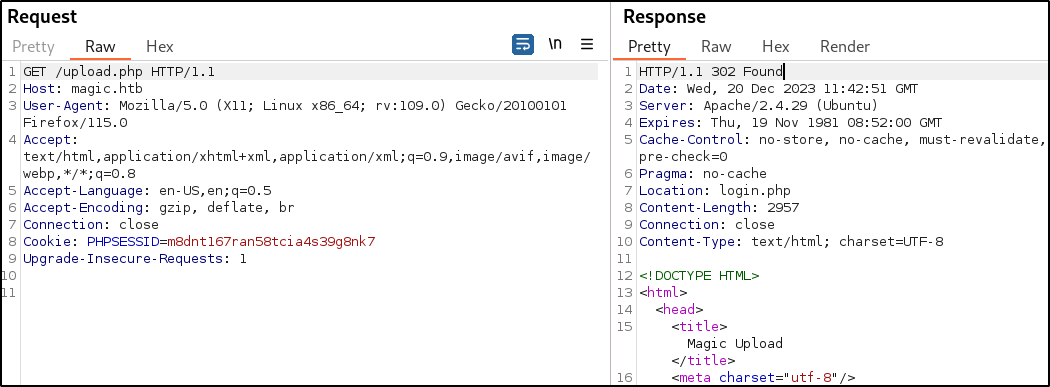 Request
Pretty Raw Hex \n
1 GET /upload.php HTTP/1.1
2 Host: magic.htb
3 User-Agent: Mozilla/5.0 (X11; Linux x86_64; rv:109.0) Gecko/20100101
Firefox/115.0
4 Accept:
text/html,application/xhtml+xml,application/xml;q=0.9,image/avif,image/
webp,*/*;q=0.8
5 Accept-Language: en-US,en;q=0.5
6 Accept-Encoding: gzip, deflate, br
7 Connection: close
8 Cookie: PHPSESSID=m8dnt167ran58tcia4s39g8nk7
9 Upgrade-Insecure-Requests: 1
10
11
Response
Pretty Raw Hex Render
1 HTTP/1.1 302 Found
2 Date: Wed, 20 Dec 2023 11:42:51 GMT
3 Server: Apache/2.4.29 (Ubuntu)
4 Expires: Thu, 19 Nov 1981 08:52:00 GMT
5 Cache-Control: no-store, no-cache, must-revalidate,
pre-check=0
6 Pragma: no-cache
7 Location: login.php
8 Content-Length: 2957
9 Connection: close
10 Content-Type: text/html; charset=UTF-8
11
12 <!DOCTYPE HTML>
13 <html>
14 <head>
15 <title>
Magic Upload
</title>
16 <meta charset="utf-8"/>